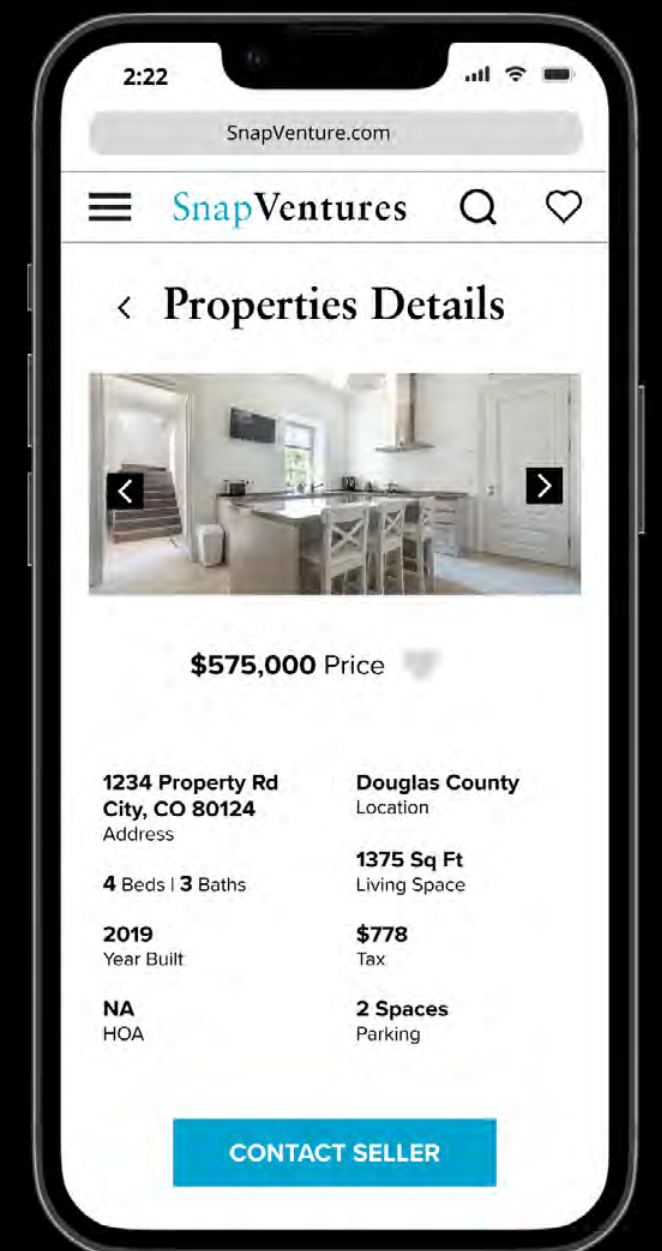 2:22
SnapVenture.com
SnapVentures
Properties Details
$575,000 Price
1234 Property Rd
City, CO 80124
Address
Douglas County
Location
4 Beds | 3 Baths
1375 Sq Ft
Living Space
2019
Year Built
$778
Tax
NA
HOA
2 Spaces
Parking
CONTACT SELLER